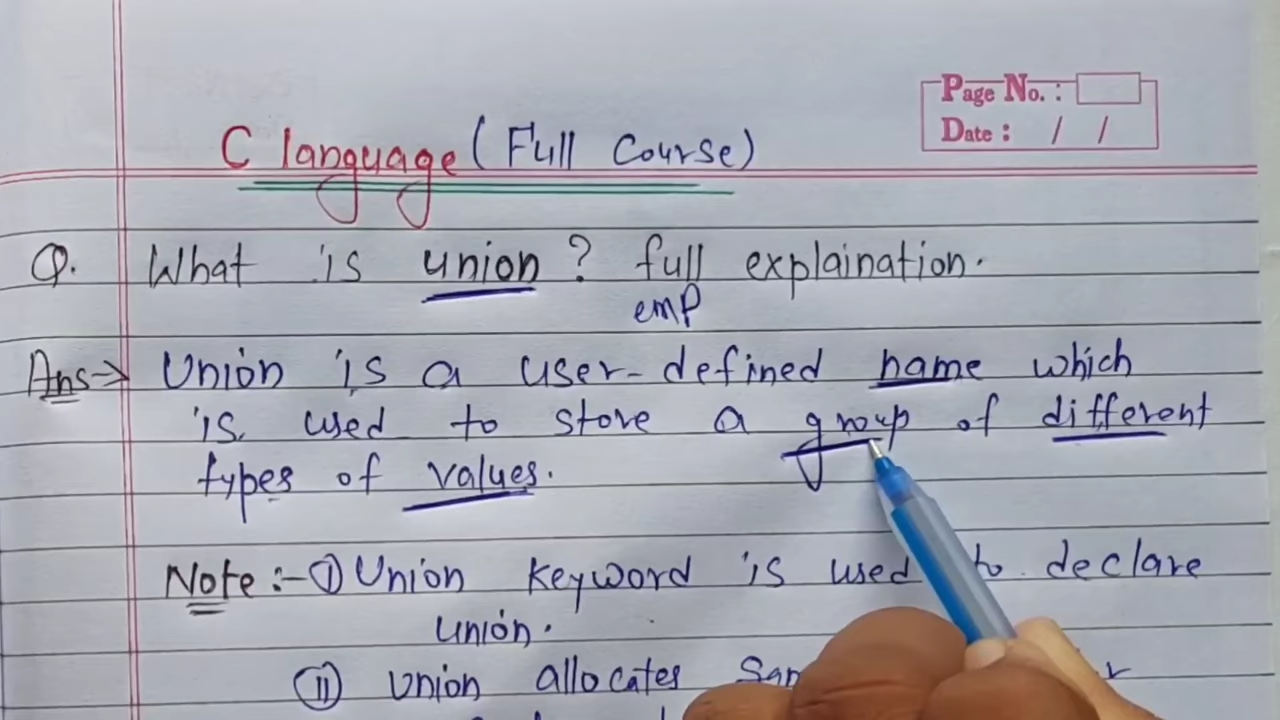 Page No. :
Date : / /
C language (Full Course)
Q. What is union ? full explaination.
emp
Ans-> Union is a user-defined name which
is used to store a group of different
types of values.
Note :- (i) Union keyword is used to declare
union.
(ii) Union allocates